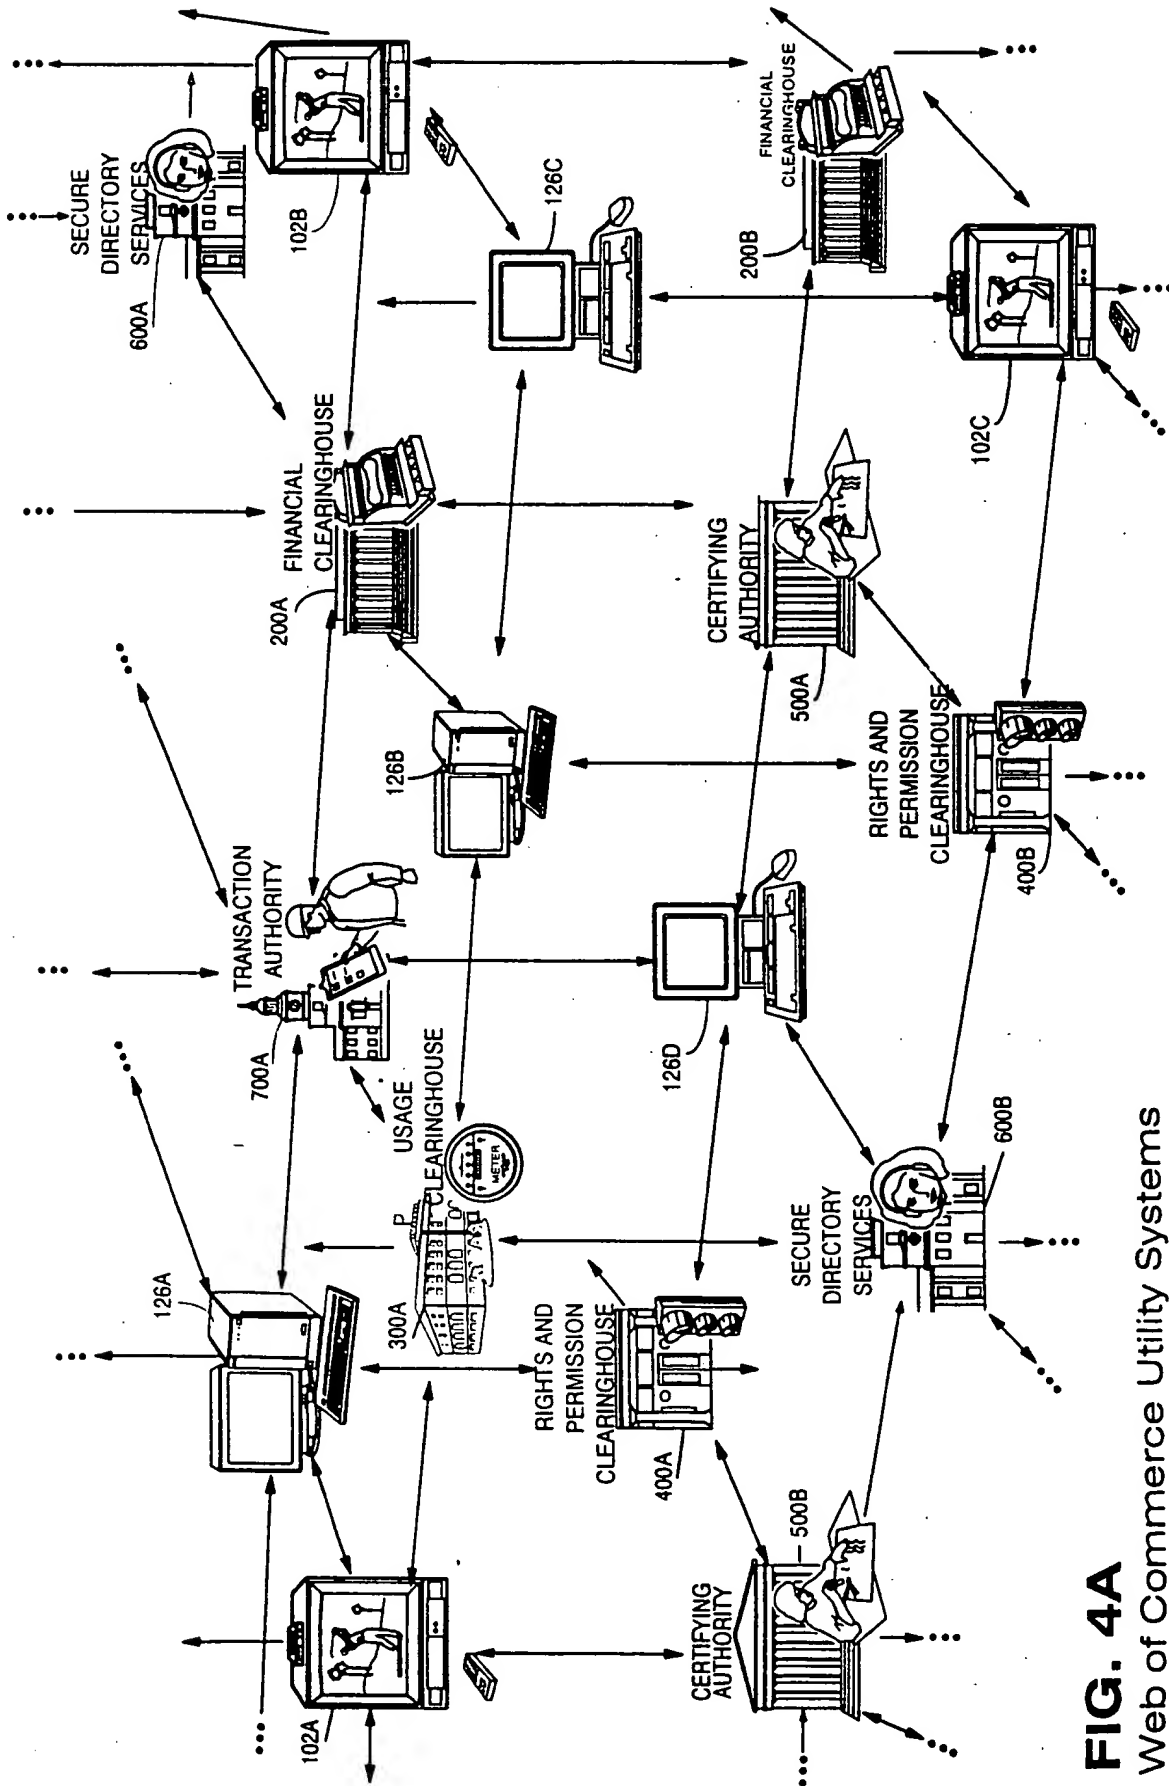 126A
102A
300A
USAGE
CLEARINGHOUSE
METER
700A
TRANSACTION
AUTHORITY
126B
200A
FINANCIAL
CLEARINGHOUSE
600A
SECURE
DIRECTORY
SERVICES
102B
126C
RIGHTS AND
PERMISSION
CLEARINGHOUSE
400A
CERTIFYING
AUTHORITY
500B
126D
SECURE
DIRECTORY
SERVICES
600B
CERTIFYING
AUTHORITY
500A
RIGHTS AND
PERMISSION
CLEARINGHOUSE
400B
200B
FINANCIAL
CLEARINGHOUSE
102C
FIG. 4A
Web of Commerce Utility Systems